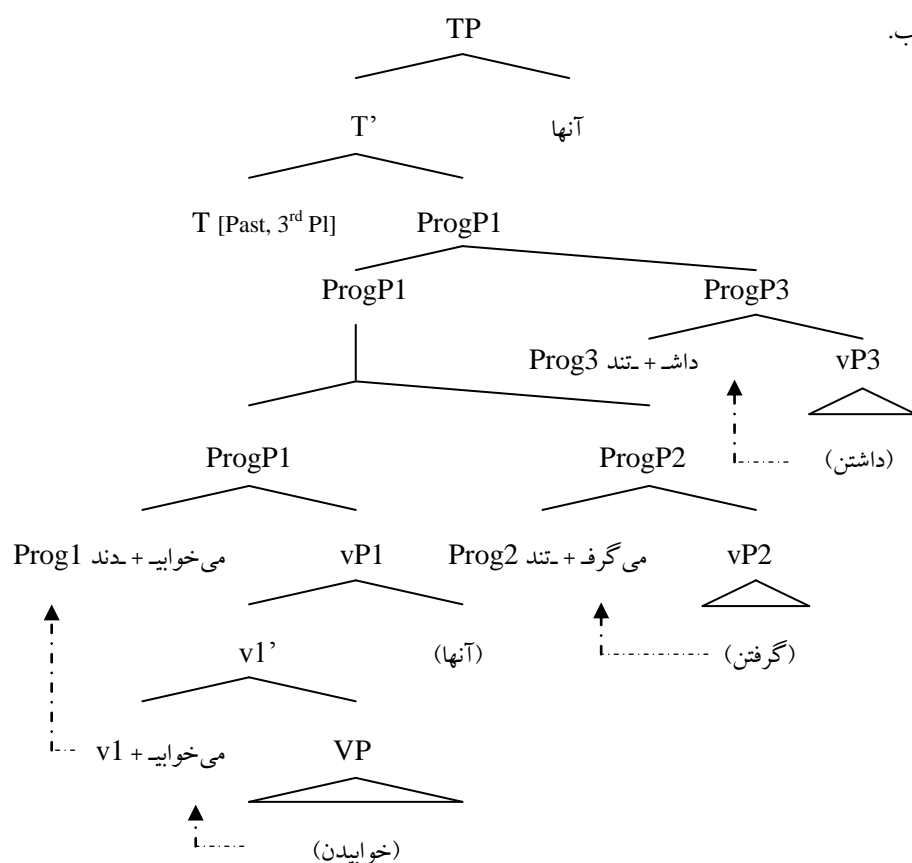 TP
ب.
T’
آنها
T [Past, 3rd Pl]
ProgP1
ProgP1
ProgP3
Prog3 داشـ + ـتند
vP3
(داشتن)
ProgP1
ProgP2
Prog1 می‌خوابیـ + ـدند
vP1
Prog2 می‌گرفـ + ـتند
vP2
v1’
(آنها)
(گرفتن)
v1 + می‌خوابیـ
VP
(خوابیدن)